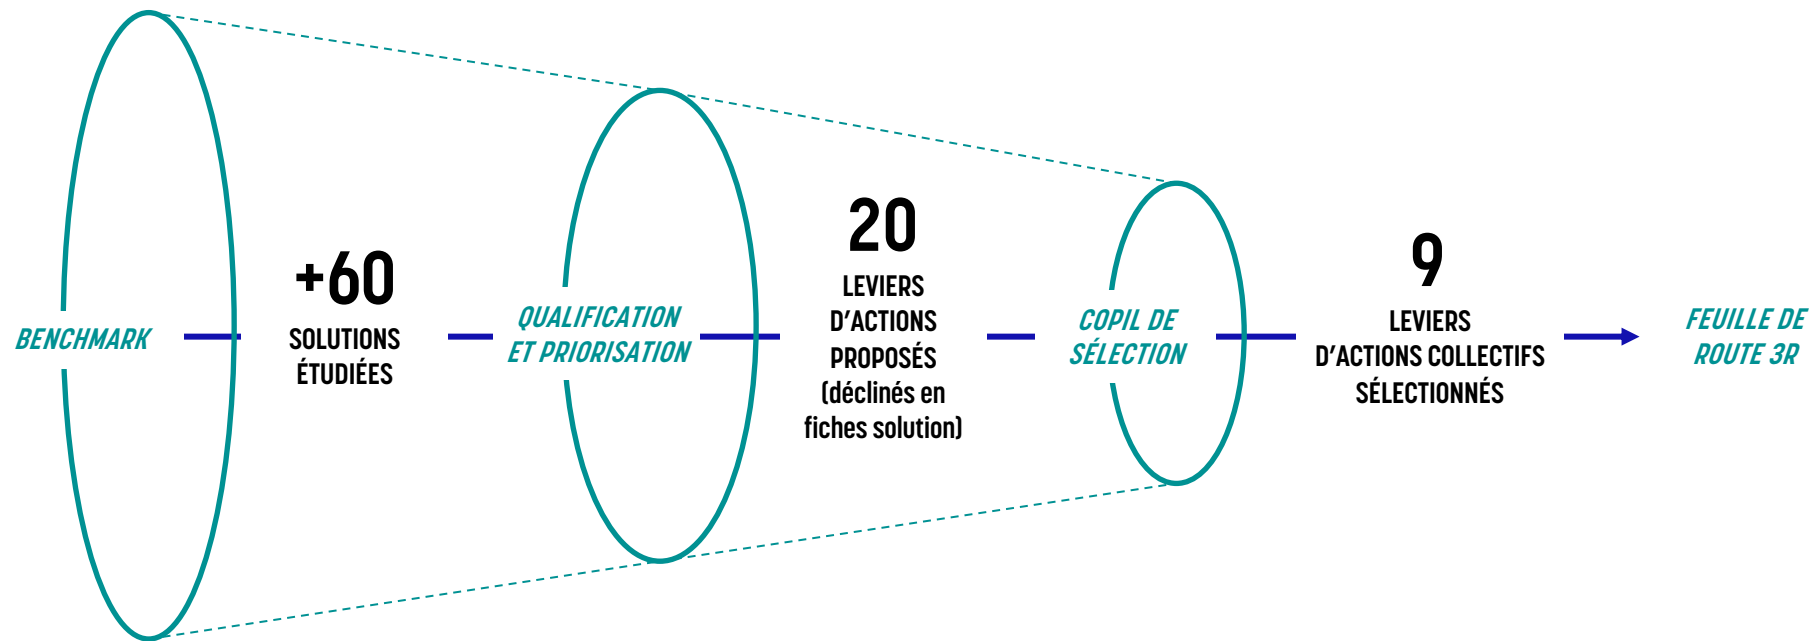 BENCHMARK
+60
SOLUTIONS
ÉTUDIÉES
QUALIFICATION
ET PRIORISATION
20
LEVIERS
D’ACTIONS
PROPOSÉS
(déclinés en
fiches solution)
COPIL DE
SÉLECTION
9
LEVIERS
D’ACTIONS COLLECTIFS
SÉLECTIONNÉS
FEUILLE DE
ROUTE 3R